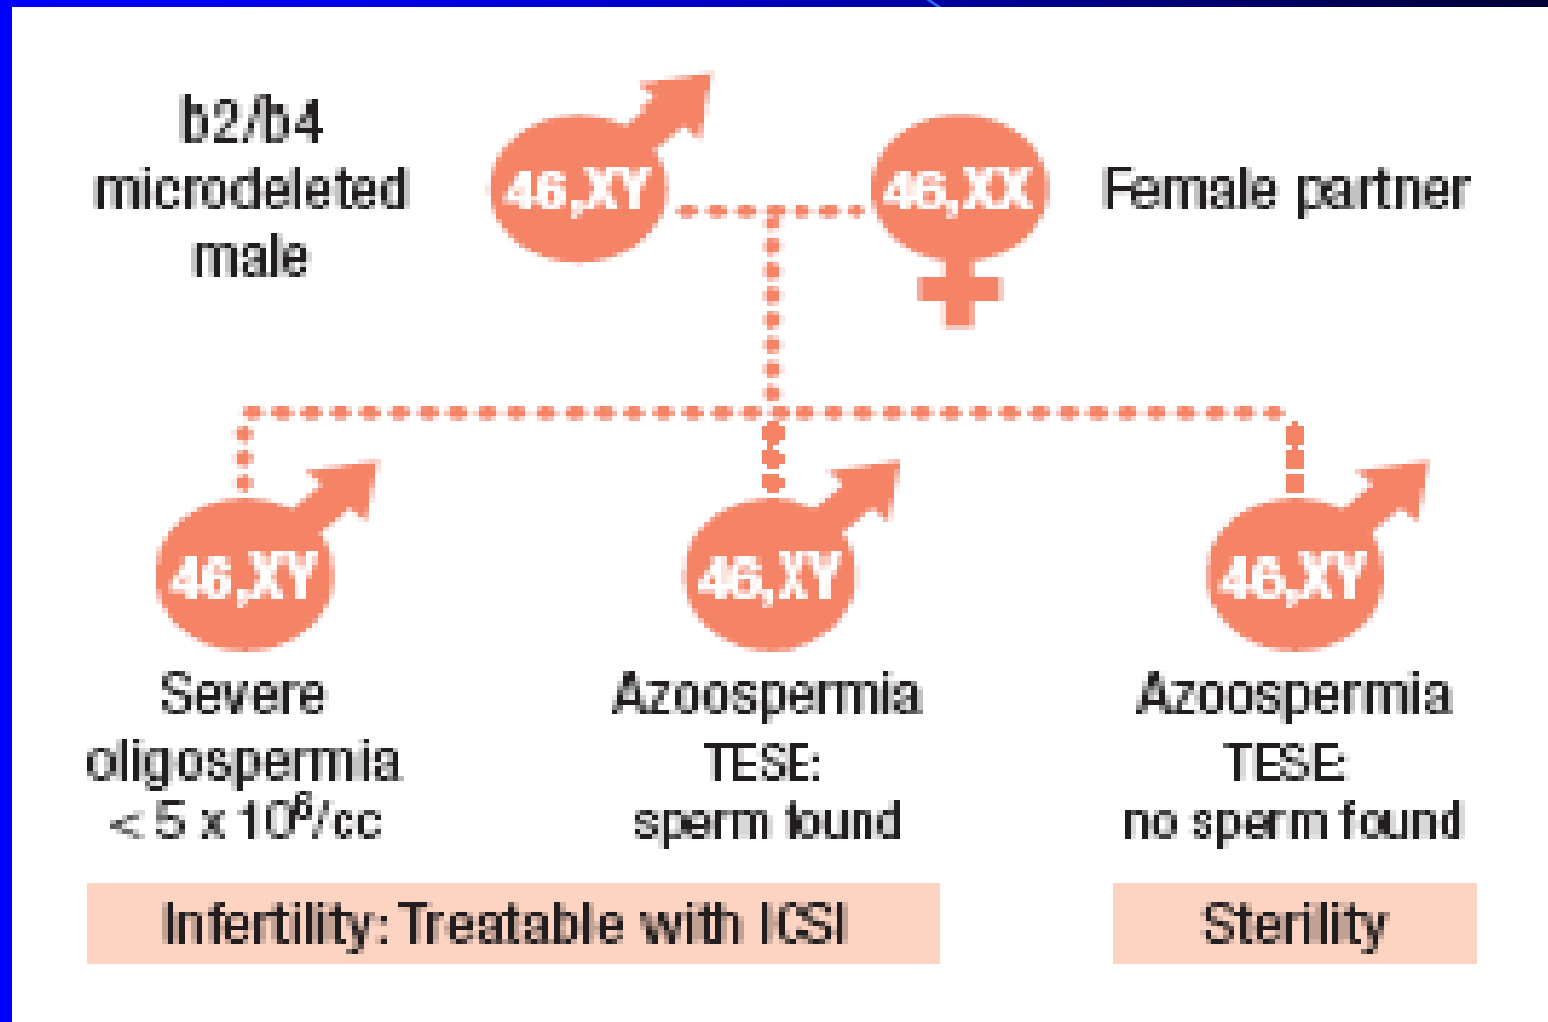 b2/b4
microdeleted
male
46,XY
46,XX
Female partner
46,XY
46,XY
46,XY
Severe
oligospermia
< 5 x 10⁶/cc
Azoospermia
TESE:
sperm found
Azoospermia
TESE:
no sperm found
Infertility: Treatable with ICSI
Sterility